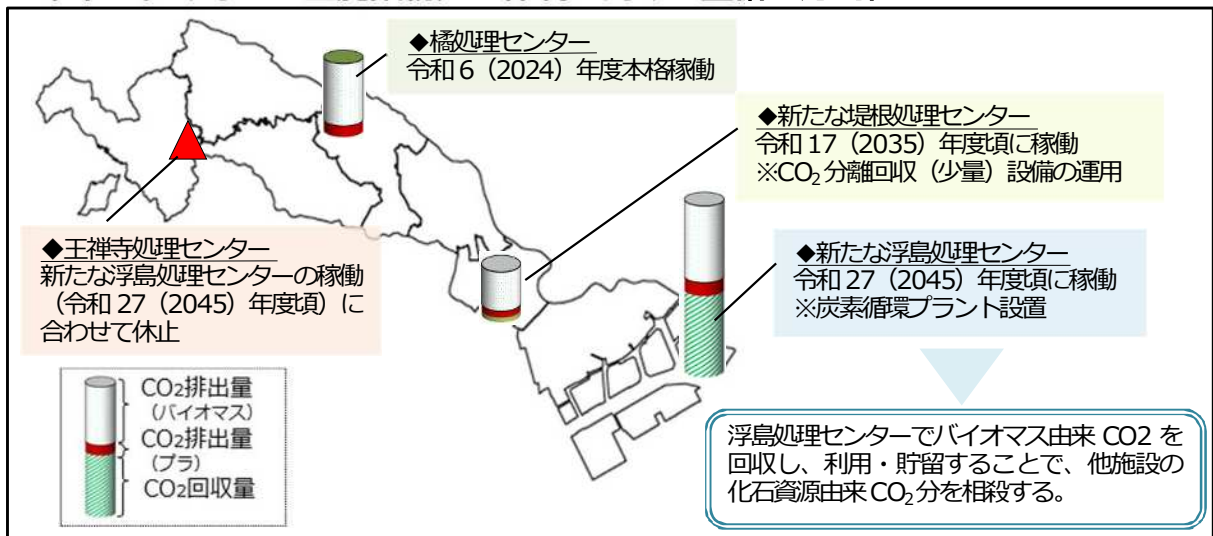 ◆橘処理センター
令和6（2024）年度本格稼働
◆新たな堤根処理センター
令和17（2035）年度頃に稼働
※CO₂分離回収（少量）設備の運用
◆王禅寺処理センター
新たな浮島処理センターの稼働
（令和27（2045）年度頃）に
合わせて休止
◆新たな浮島処理センター
令和27（2045）年度頃に稼働
※炭素循環プラント設置
CO₂排出量
（バイオマス）
CO₂排出量
（プラ）
CO₂回収量
浮島処理センターでバイオマス由来CO2を
回収し、利用・貯留することで、他施設の
化石資源由来CO₂分を相殺する。